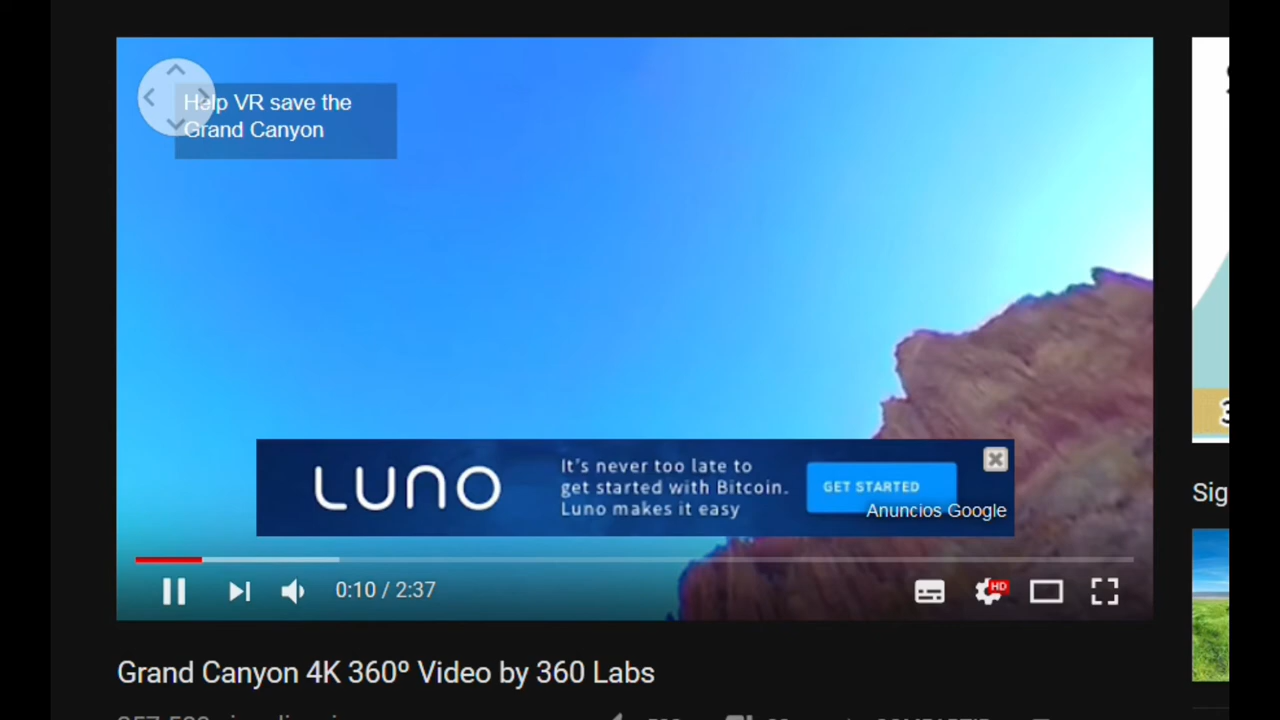 Help VR save the
Grand Canyon
LUNO
It's never too late to
get started with Bitcoin.
Luno makes it easy
GET STARTED
Anuncios Google
0:10 / 2:37
HD
Grand Canyon 4K 360º Video by 360 Labs
Sig